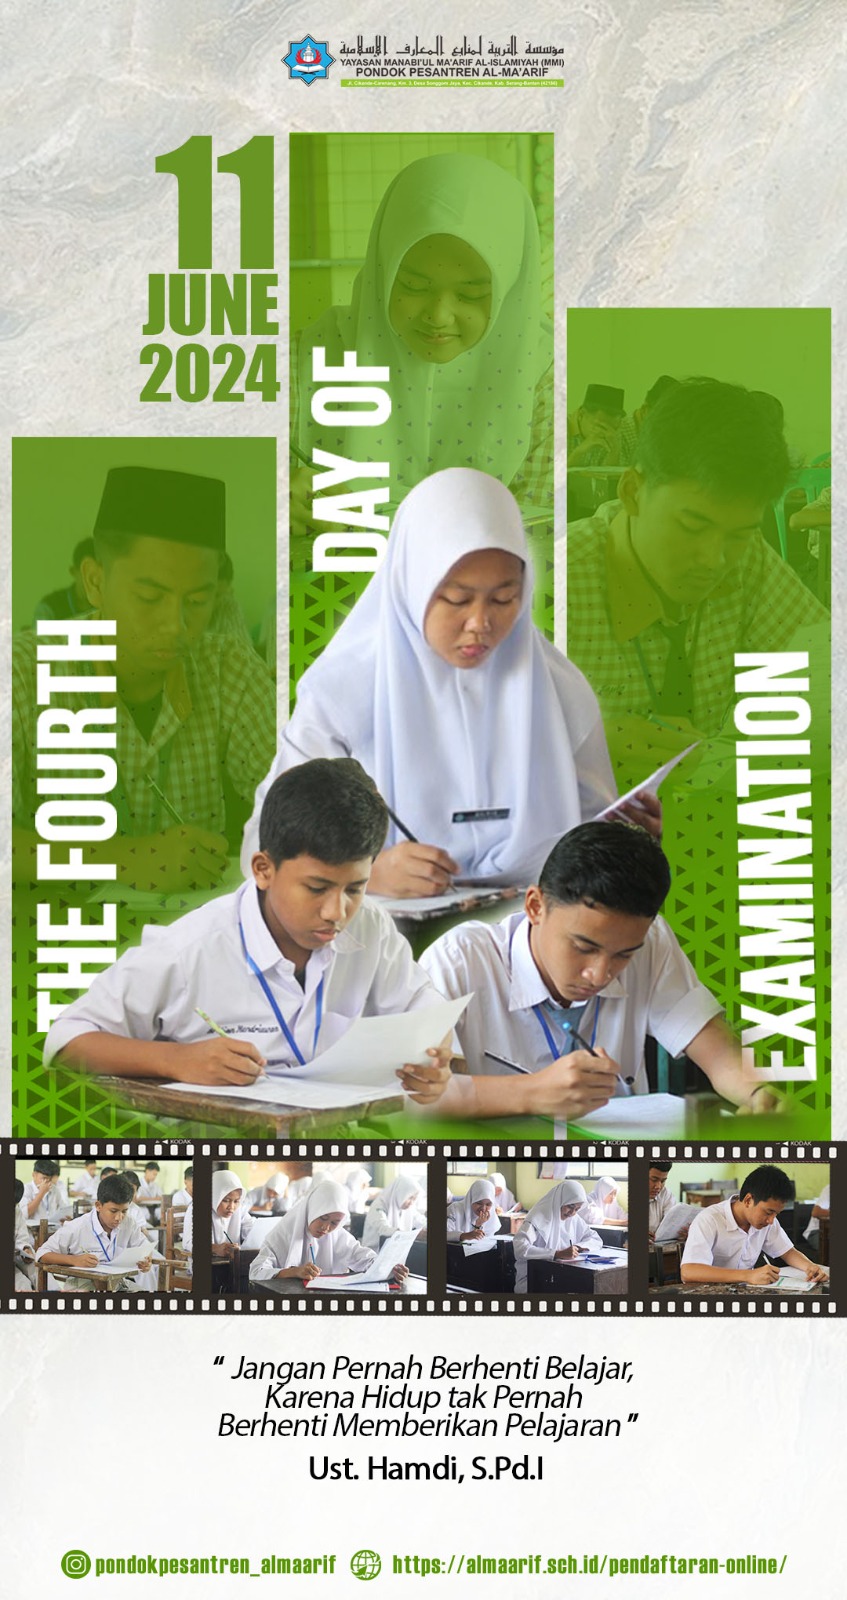 مؤسسة التربية لمنابع المعارف الإسلامية
YAYASAN MANABI'UL MA'ARIF AL-ISLAMIYAH (MMI)
PONDOK PESANTREN AL-MA'ARIF
11
JUNE
2024
THE FOURTH
DAY OF
EXAMINATION
KODAK
KODAK
KODAK
KODAK
“ Jangan Pernah Berhenti Belajar,
Karena Hidup tak Pernah
Berhenti Memberikan Pelajaran ”
Ust. Hamdi, S.Pd.I
pondokpesantren_almaarif
https://almaarif.sch.id/pendaftaran-online/